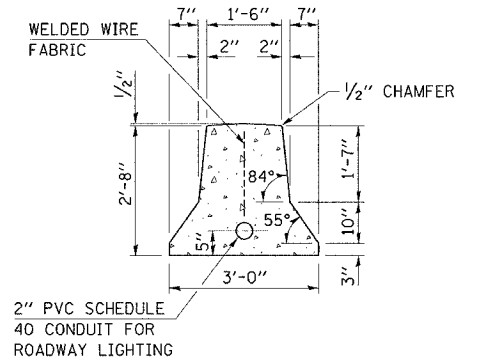 7" 1'-6" 7"
WELDED WIRE
FABRIC
2" 2"
1/2"
1/2" CHAMFER
2'-8"
1'-7"
84°
55°
10"
5"
3"
3'-0"
2" PVC SCHEDULE
40 CONDUIT FOR
ROADWAY LIGHTING